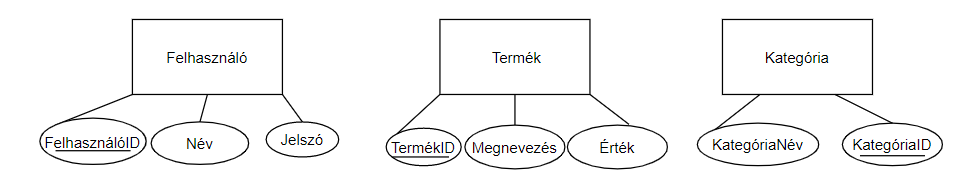 Felhasználó
Termék
Kategória
FelhasználóID
Név
Jelszó
TermékID
Megnevezés
Érték
KategóriaNév
KategóriaID